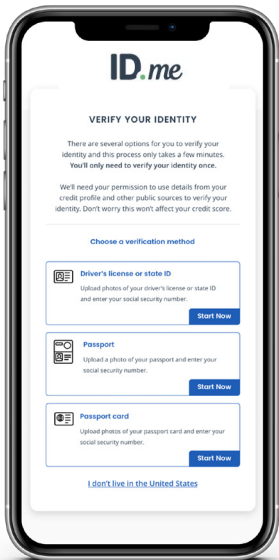 ID.me
VERIFY YOUR IDENTITY
There are several options for you to verify your
identity and this process only takes a few minutes.
You'll only need to verify your identity once.
We'll need your permission to use details from your
credit profile and other public sources to verify your
identity. Don't worry this won't affect your credit score.
Choose a verification method
Driver's license or state ID
Upload photos of your driver's license or state ID
and enter your social security number.
Start Now
Passport
Upload a photo of your passport and enter your
social security number.
Start Now
Passport card
Upload photos of your passport card and enter your
social security number.
Start Now
I don't live in the United States